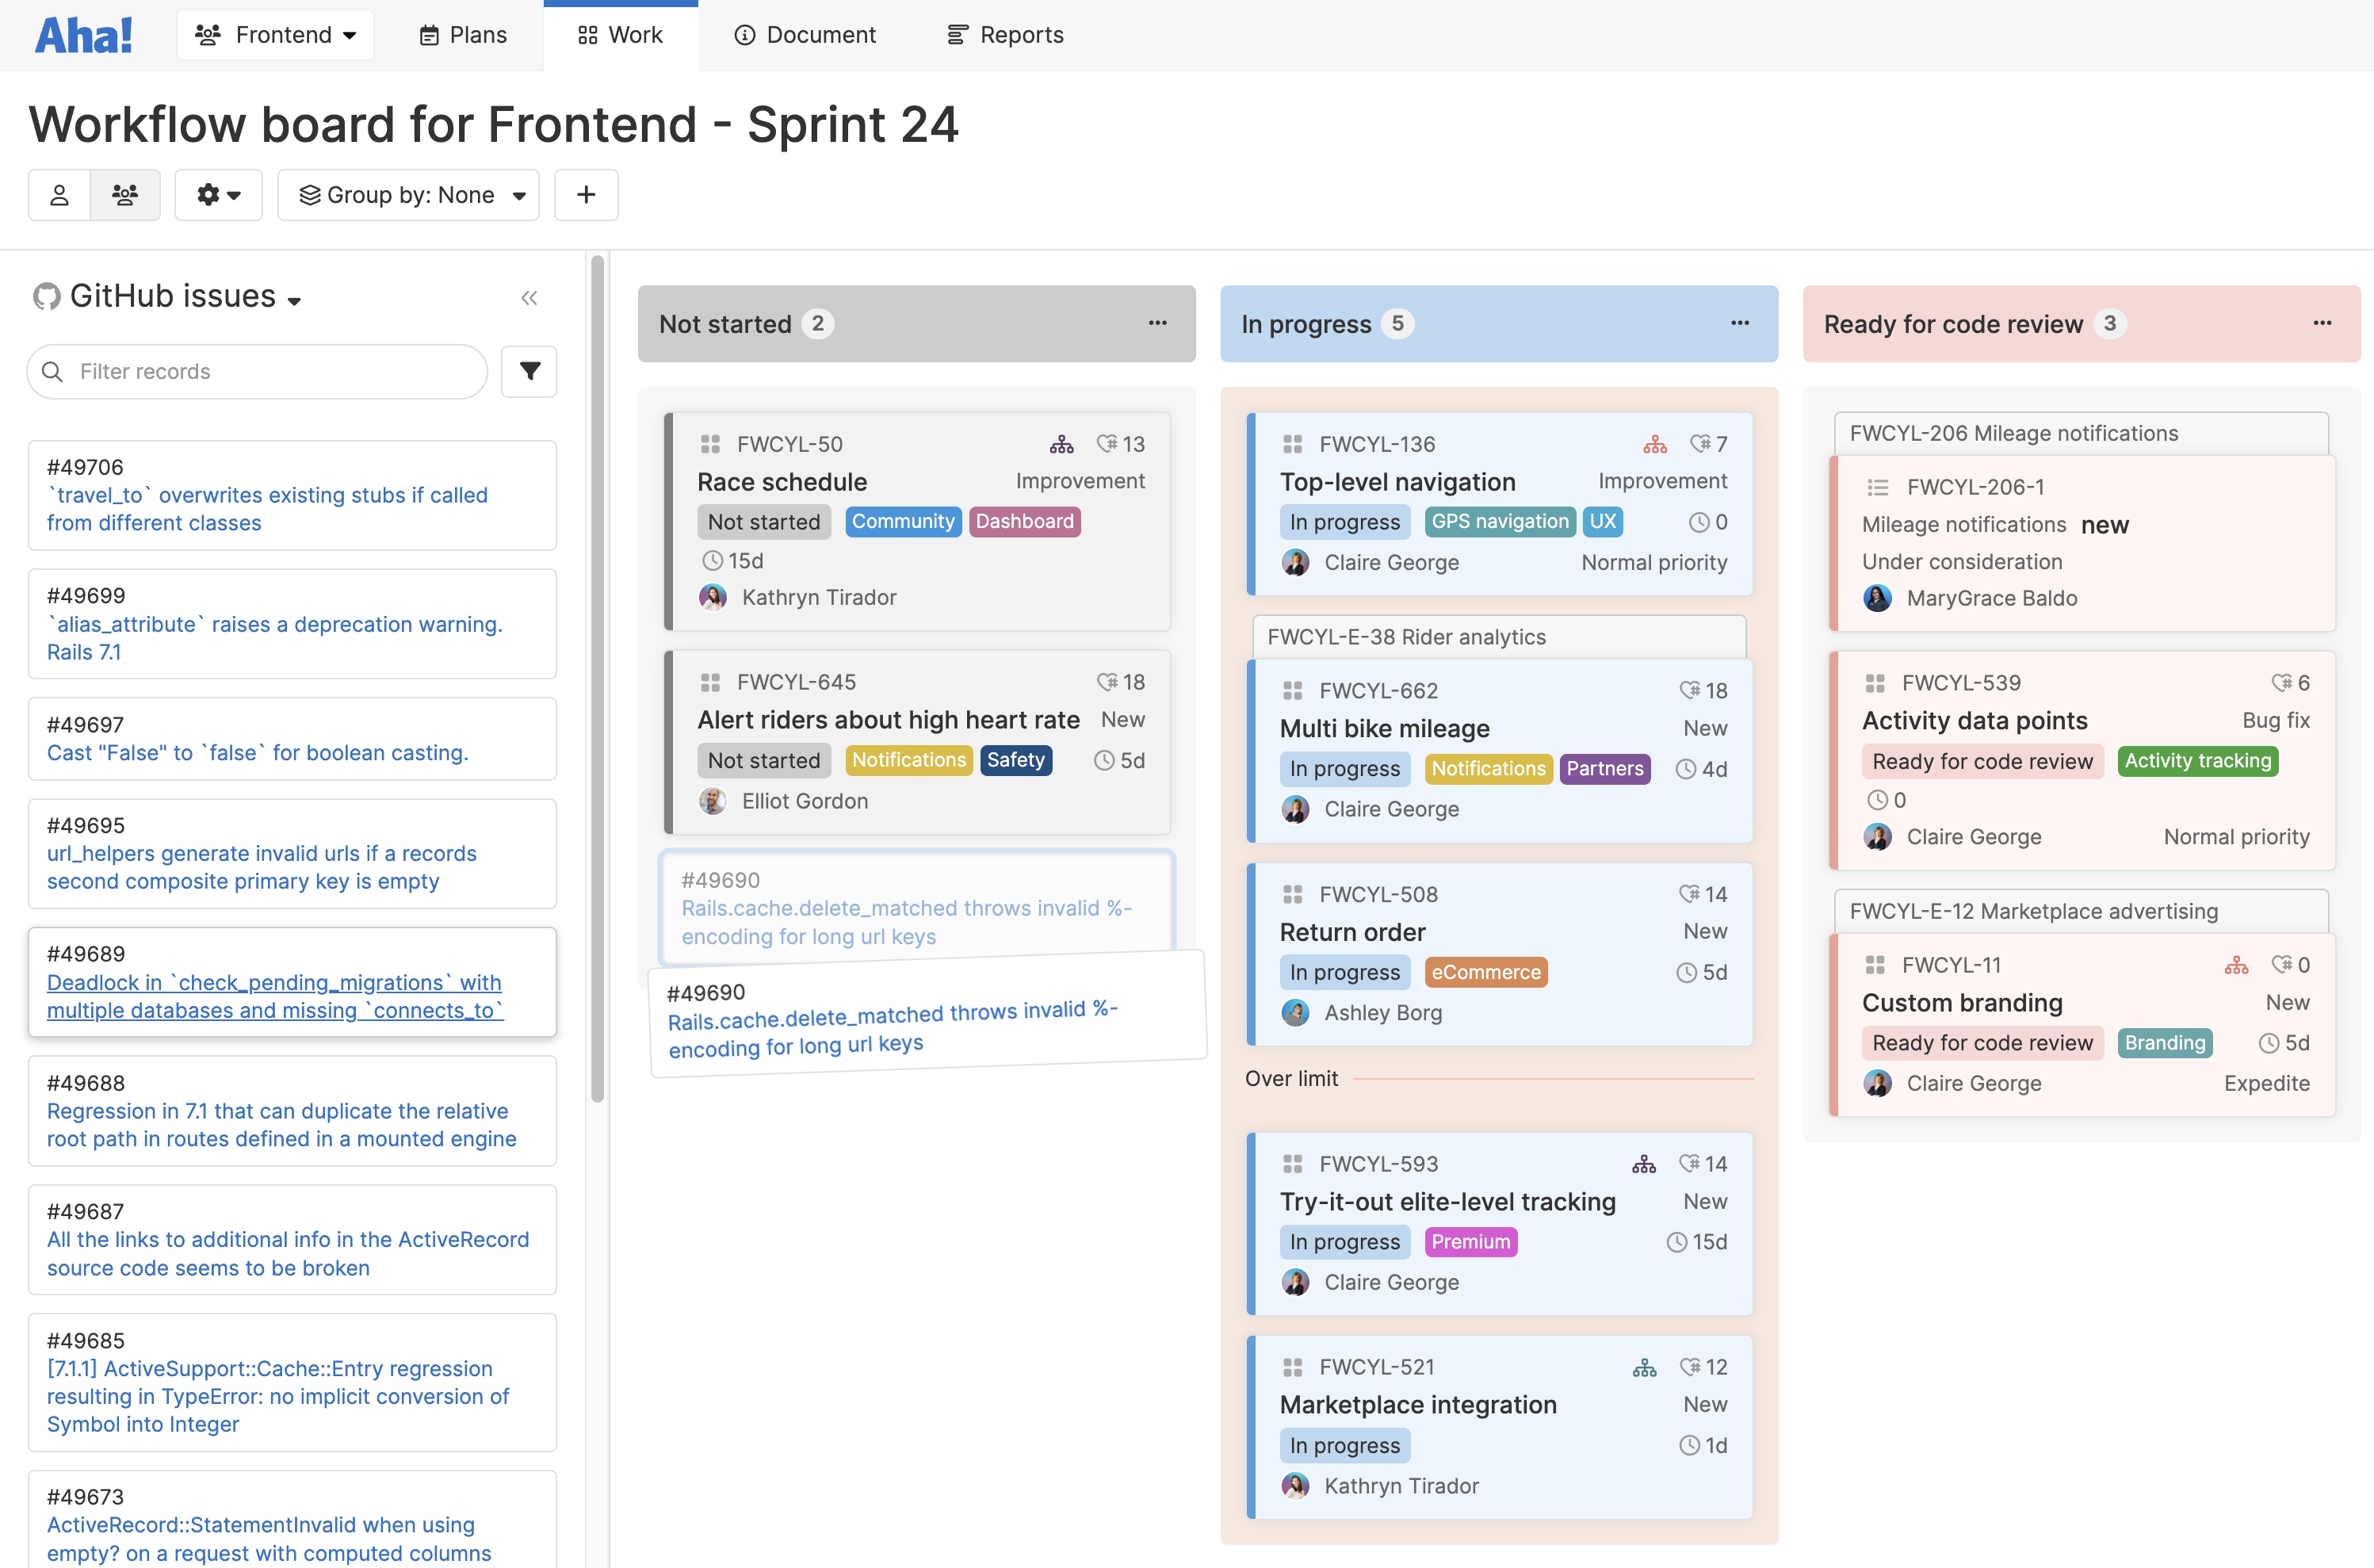 Aha!
Frontend
Plans
Work
Document
Reports
Workflow board for Frontend - Sprint 24
Group by: None
+
GitHub issues
Filter records
#49706
`travel_to` overwrites existing stubs if called
from different classes
#49699
`alias_attribute` raises a deprecation warning.
Rails 7.1
#49697
Cast "False" to `false` for boolean casting.
#49695
url_helpers generate invalid urls if a records
second composite primary key is empty
#49689
Deadlock in `check_pending_migrations` with
multiple databases and missing `connects_to`
#49688
Regression in 7.1 that can duplicate the relative
root path in routes defined in a mounted engine
#49687
All the links to additional info in the ActiveRecord
source code seems to be broken
#49685
[7.1.1] ActiveSupport::Cache::Entry regression
resulting in TypeError: no implicit conversion of
Symbol into Integer
#49673
ActiveRecord::StatementInvalid when using
empty? on a request with computed columns
Not started 2
FWCYL-50 13
Race schedule Improvement
Not started Community Dashboard
15d
Kathryn Tirador
FWCYL-645 18
Alert riders about high heart rate New
Not started Notifications Safety 5d
Elliot Gordon
#49690
Rails.cache.delete_matched throws invalid %-
encoding for long url keys
#49690
Rails.cache.delete_matched throws invalid %-
encoding for long url keys
In progress 5
FWCYL-136 7
Top-level navigation Improvement
In progress GPS navigation UX 0
Claire George Normal priority
FWCYL-E-38 Rider analytics
FWCYL-662 18
Multi bike mileage New
In progress Notifications Partners 4d
Claire George
FWCYL-508 14
Return order New
In progress eCommerce 5d
Ashley Borg
Over limit
FWCYL-593 14
Try-it-out elite-level tracking New
In progress Premium 15d
Claire George
FWCYL-521 12
Marketplace integration New
In progress 1d
Kathryn Tirador
Ready for code review 3
FWCYL-206 Mileage notifications
FWCYL-206-1
Mileage notifications new
Under consideration
MaryGrace Baldo
FWCYL-539 6
Activity data points Bug fix
Ready for code review Activity tracking
0
Claire George Normal priority
FWCYL-E-12 Marketplace advertising
FWCYL-11 0
Custom branding New
Ready for code review Branding 5d
Claire George Expedite